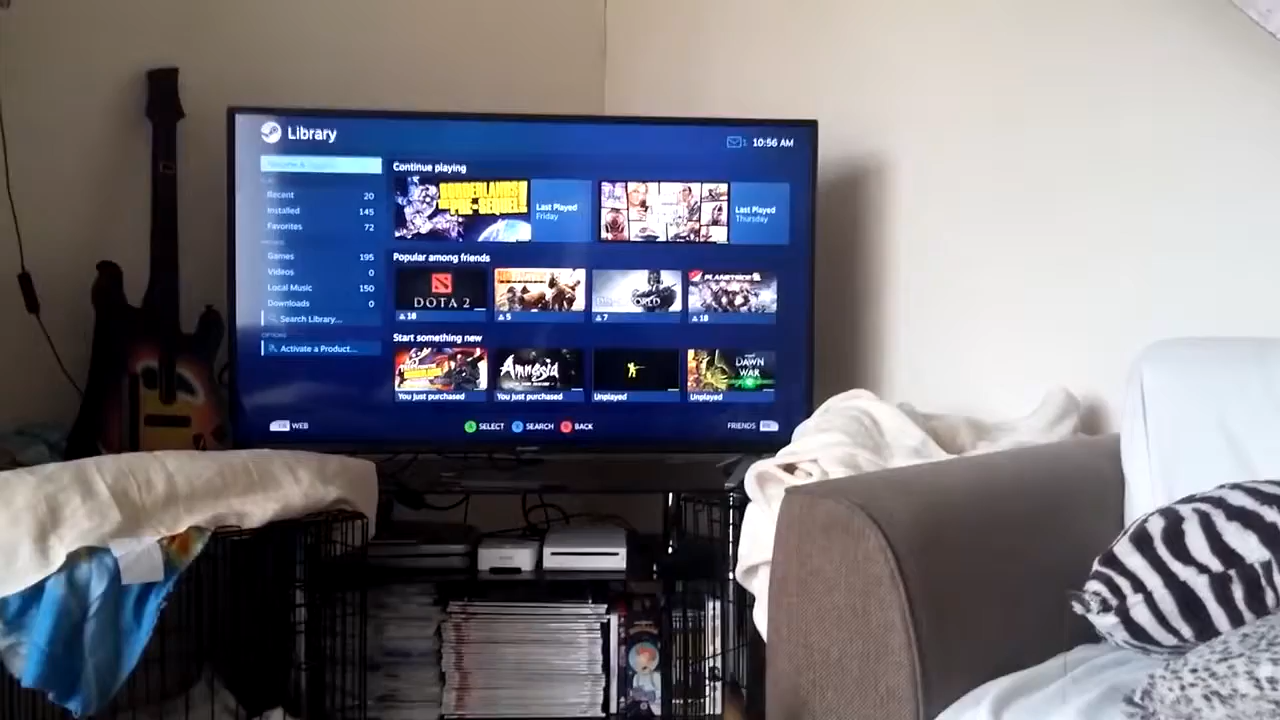 Library
1 10:56 AM
Recent 20
Installed 145
Favorites 72
Games 195
Videos 0
Local Music 150
Downloads 0
Search Library...
OPTIONS
Activate a Product...
Continue playing
BORDERLANDS
THE PRE-SEQUEL
Last Played
Friday
Last Played
Thursday
Popular among friends
DOTA 2
18
5
7
PLANETSIDE 2
18
Start something new
BORDERLANDS
You just purchased
Amnesia
You just purchased
Unplayed
DAWN
OF WAR
Unplayed
WEB
A SELECT X SEARCH B BACK
FRIENDS